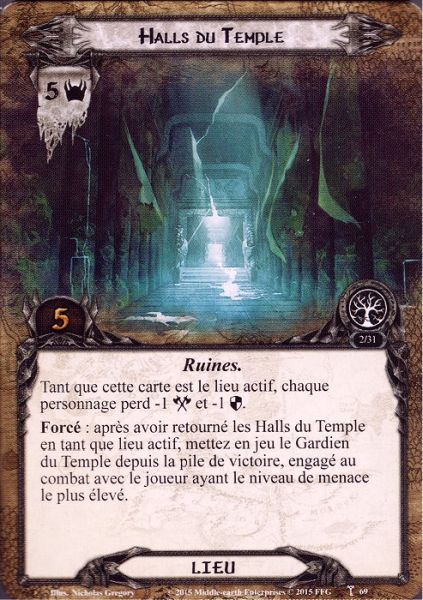 Halls du Temple
5
5
2/31
Ruines.
Tant que cette carte est le lieu actif, chaque
personnage perd -1 et -1 .
Forcé : après avoir retourné les Halls du Temple
en tant que lieu actif, mettez en jeu le Gardien
du Temple depuis la pile de victoire, engagé au
combat avec le joueur ayant le niveau de menace
le plus élevé.
LIEU
Illus. Nicholas Gregory © 2015 Middle-earth Enterprises © 2015 FFG 69